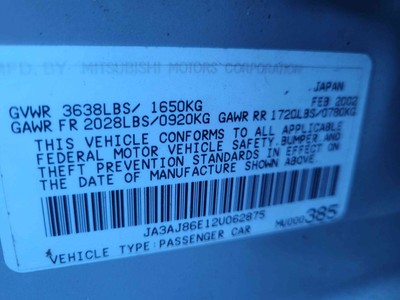 MFD. BY MITSUBISHI MOTORS CORPORATION
JAPAN
GVWR 3638LBS/ 1650KG FEB 2002
GAWR FR 2028LBS/0920KG GAWR RR 1720LBS/0780KG
THIS VEHICLE CONFORMS TO ALL APPLICABLE
FEDERAL MOTOR VEHICLE SAFETY,BUMPER,AND
THEFT PREVENTION STANDARDS IN EFFECT ON
THE DATE OF MANUFACTURE SHOWN ABOVE.
JA3AJ86E12U062875
MU000385
VEHICLE TYPE:PASSENGER CAR